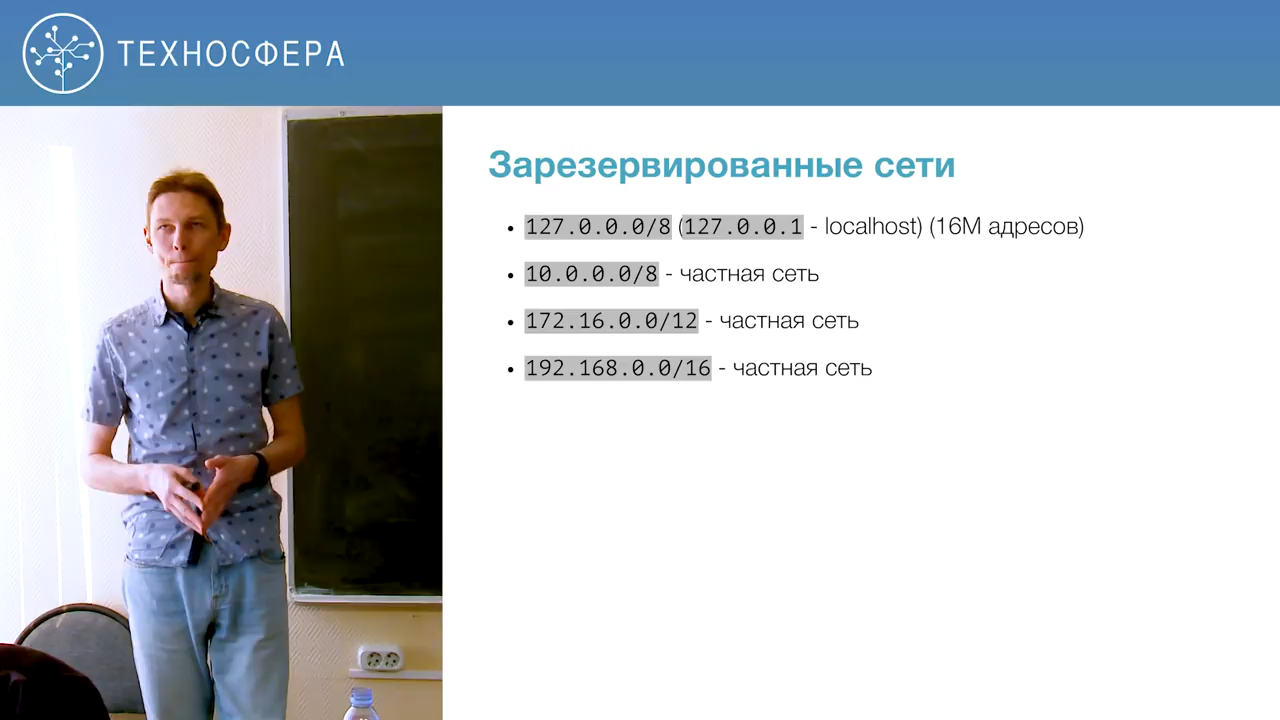 ТЕХНОСФЕРА
Зарезервированные сети
• 127.0.0.0/8 (127.0.0.1 - localhost) (16M адресов)
• 10.0.0.0/8 - частная сеть
• 172.16.0.0/12 - частная сеть
• 192.168.0.0/16 - частная сеть